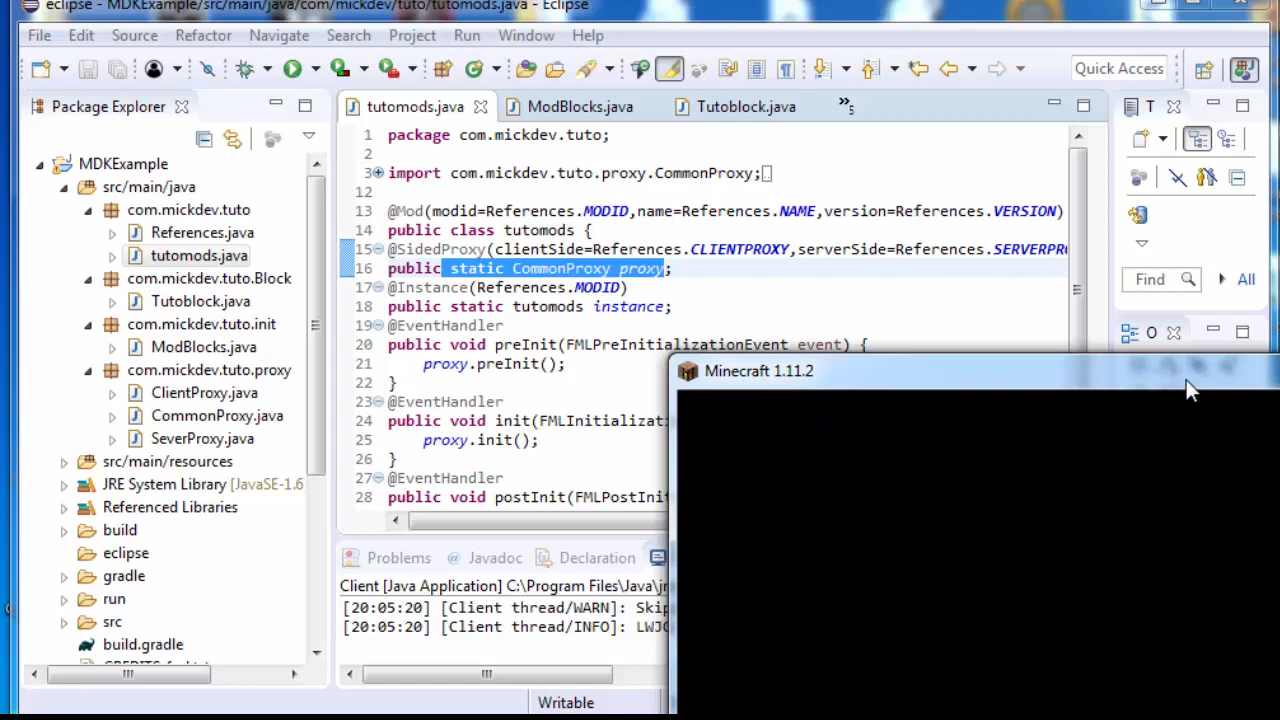 eclipse - MDKExample/src/main/java/com/mickdev/tuto/tutomods.java - Eclipse
File Edit Source Refactor Navigate Search Project Run Window Help
Quick Access
Package Explorer
MDKExample
src/main/java
com.mickdev.tuto
References.java
tutomods.java
com.mickdev.tuto.Block
Tutoblock.java
com.mickdev.tuto.init
ModBlocks.java
com.mickdev.tuto.proxy
ClientProxy.java
CommonProxy.java
SeverProxy.java
src/main/resources
JRE System Library [JavaSE-1.6
Referenced Libraries
build
eclipse
gradle
run
src
build.gradle
tutomods.java ModBlocks.java Tutoblock.java »5
1 package com.mickdev.tuto;
2
3 import com.mickdev.tuto.proxy.CommonProxy;
12
13 @Mod(modid=References.MODID,name=References.NAME,version=References.VERSION)
14 public class tutomods {
15 @SidedProxy(clientSide=References.CLIENTPROXY,serverSide=References.SERVERPRO
16 public static CommonProxy proxy;
17 @Instance(References.MODID)
18 public static tutomods instance;
19 @EventHandler
20 public void preInit(FMLPreInitializationEvent event) {
21 proxy.preInit();
22 }
23 @EventHandler
24 public void init(FMLInitializati
25 proxy.init();
26 }
27 @EventHandler
28 public void postInit(FMLPostInit
T
Find All
O
Problems Javadoc Declaration
Client [Java Application] C:\Program Files\Java\jr
[20:05:20] [Client thread/WARN]: Skip
[20:05:20] [Client thread/INFO]: LWJG
Writable
Minecraft 1.11.2